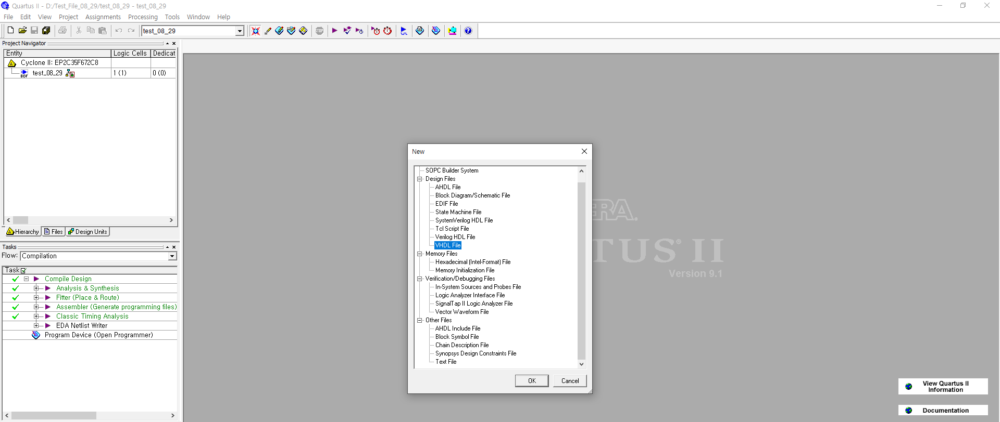 Quartus II - D:/Test_File_08_29/test_08_29 - test_08_29
File Edit View Project Assignments Processing Tools Window Help
test_08_29
STOP
Project Navigator
Entity Logic Cells Dedicat
Cyclone II: EP2C35F672C8
BDF test_08_29 1 (1) 0 (0)
Hierarchy Files Design Units
Tasks
Flow: Compilation
Task
Compile Design
Analysis & Synthesis
Fitter (Place & Route)
Assembler (Generate programming files)
Classic Timing Analysis
EDA Netlist Writer
Program Device (Open Programmer)
New
SOPC Builder System
Design Files
AHDL File
Block Diagram/Schematic File
EDIF File
State Machine File
SystemVerilog HDL File
Tcl Script File
Verilog HDL File
VHDL File
Memory Files
Hexadecimal (Intel-Format) File
Memory Initialization File
Verification/Debugging Files
In-System Sources and Probes File
Logic Analyzer Interface File
SignalTap II Logic Analyzer File
Vector Waveform File
Other Files
AHDL Include File
Block Symbol File
Chain Description File
Synopsys Design Constraints File
Text File
OK Cancel
ERA®
TUS® II
Version 9.1
View Quartus II
Information
Documentation